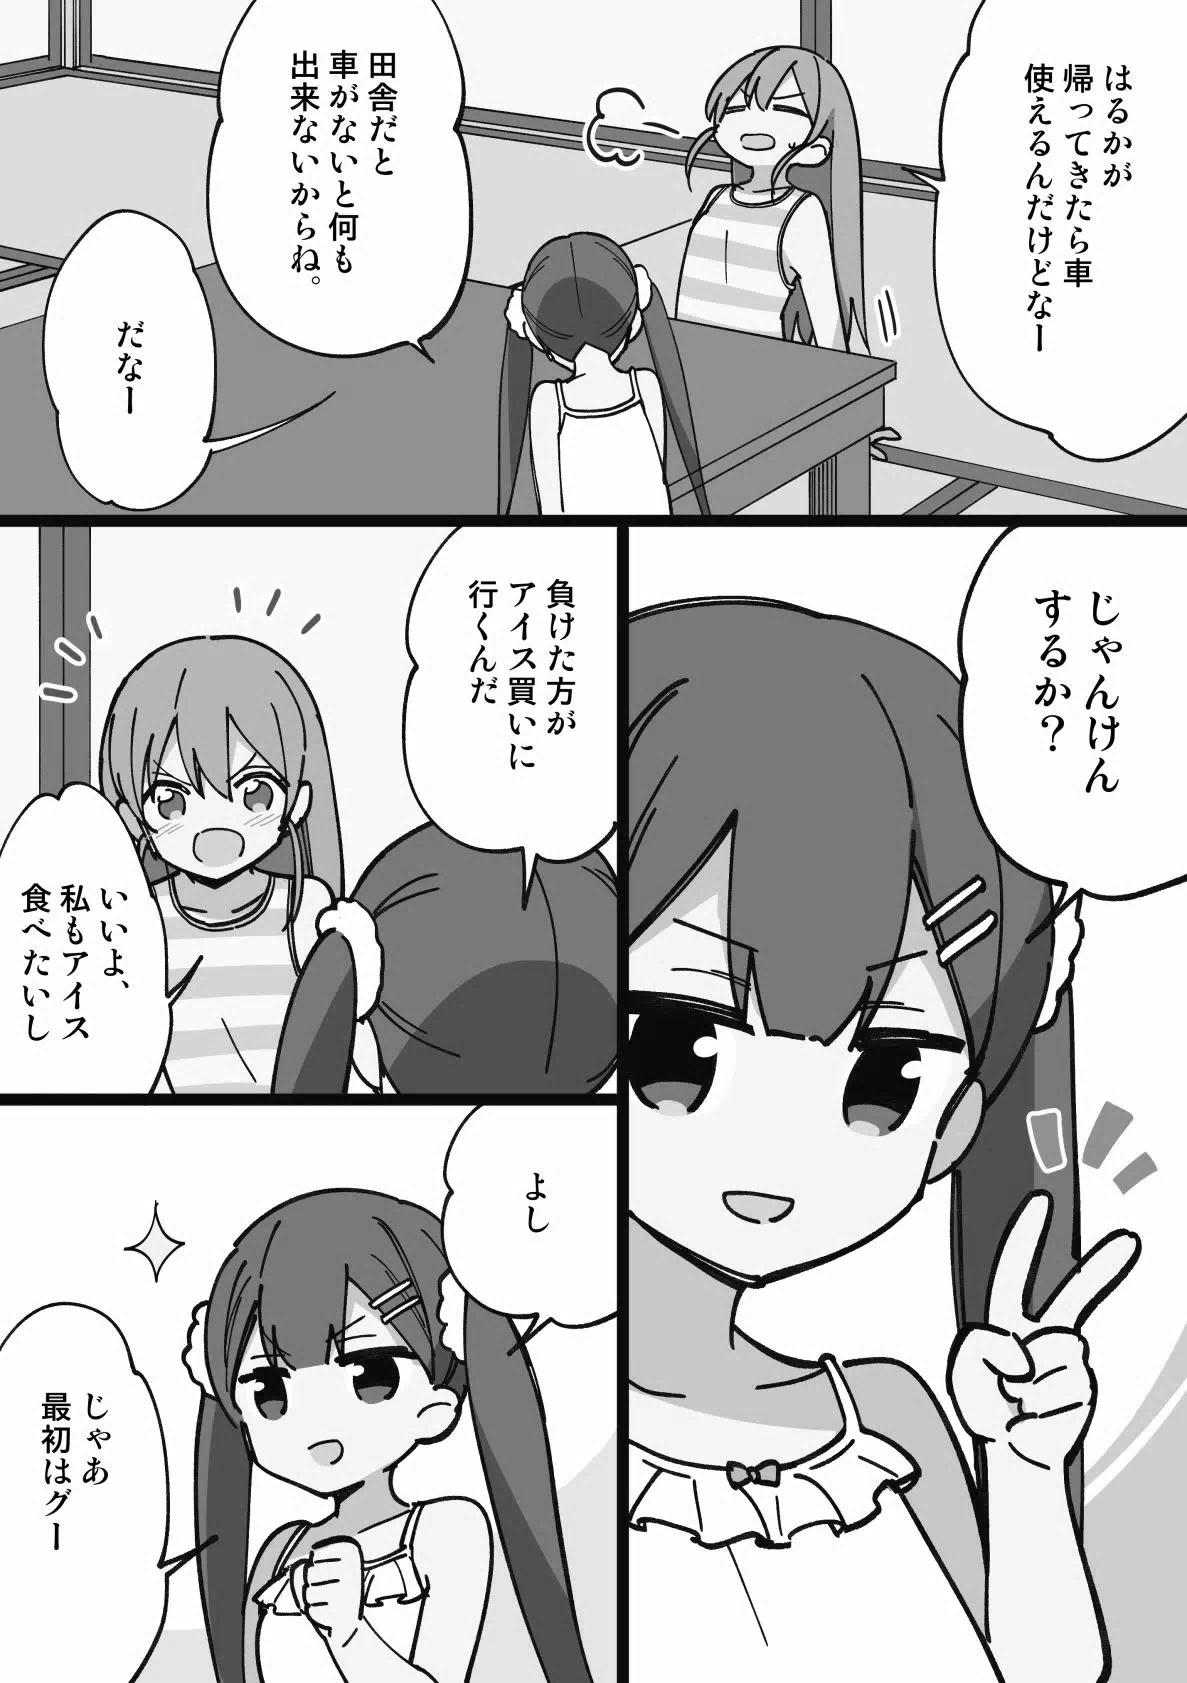 はるかが
帰ってきたら車
使えるんだけどなー
田舎だと
車がないと何も
出来ないからね。
だなー
じゃんけん
するか？
負けた方が
アイス買いに
行くんだ
いいよ、
私もアイス
食べたいし
よし
じゃあ
最初はグー